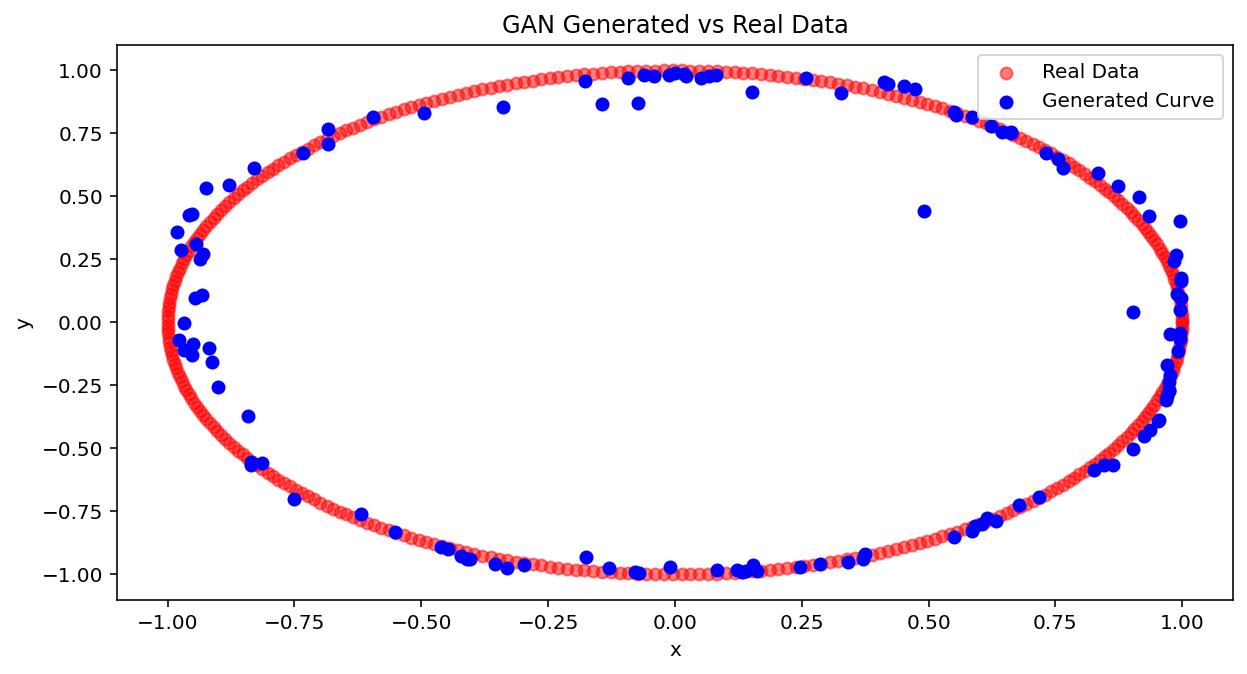 GAN Generated vs Real Data
Real Data
Generated Curve
1.00
0.75
0.50
0.25
0.00
−0.25
−0.50
−0.75
−1.00
y
−1.00 −0.75 −0.50 −0.25 0.00 0.25 0.50 0.75 1.00
x